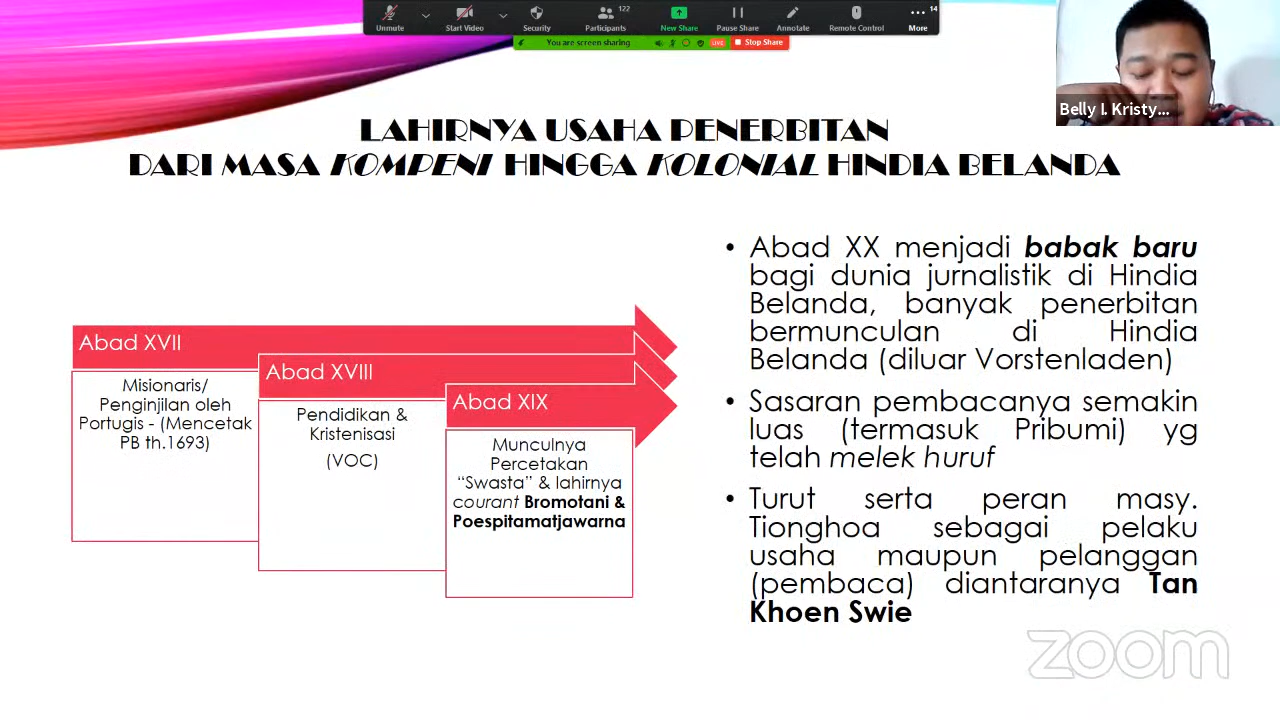 Unmute
Start Video
Security
122
Participants
New Share
Pause Share
Annotate
Remote Control
14
More
You are screen sharing
LIVE
Stop Share
Belly I. Kristy...
LAHIRNYA USAHA PENERBITAN
DARI MASA KOMPENI HINGGA KOLONIAL HINDIA BELANDA
Abad XVII
Misionaris/
Penginjilan oleh
Portugis - (Mencetak
PB th.1693)
Abad XVIII
Pendidikan &
Kristenisasi
(VOC)
Abad XIX
Munculnya
Percetakan
“Swasta” & lahirnya
courant Bromotani &
Poespitamatjawarna
• Abad XX menjadi babak baru
bagi dunia jurnalistik di Hindia
Belanda, banyak penerbitan
bermunculan di Hindia
Belanda (diluar Vorstenladen)
• Sasaran pembacanya semakin
luas (termasuk Pribumi) yg
telah melek huruf
• Turut serta peran masy.
Tionghoa sebagai pelaku
usaha maupun pelanggan
(pembaca) diantaranya Tan
Khoen Swie
zoom